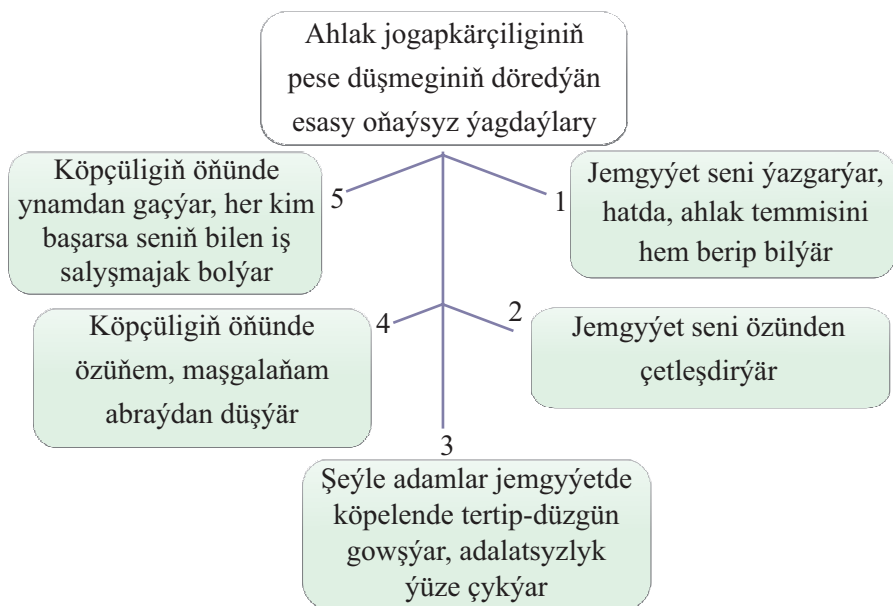 Ahlak jogapkärçiliginiň
pese düşmeginiň döredýän
esasy oňaýsyz ýagdaýlary
1
Jemgyýet seni ýazgarýar,
hatda, ahlak temmisini
hem berip bilýär
2
Jemgyýet seni özünden
çetleşdirýär
3
Şeýle adamlar jemgyýetde
köpelende tertip-düzgün
gowşýar, adalatsyzlyk
ýüze çykýar
4
Köpçüligiň öňünde
özüňem, maşgalaňam
abraýdan düşýär
5
Köpçüligiň öňünde
ynamdan gaçýar, her kim
başarsa seniň bilen iş
salyşmajak bolýar